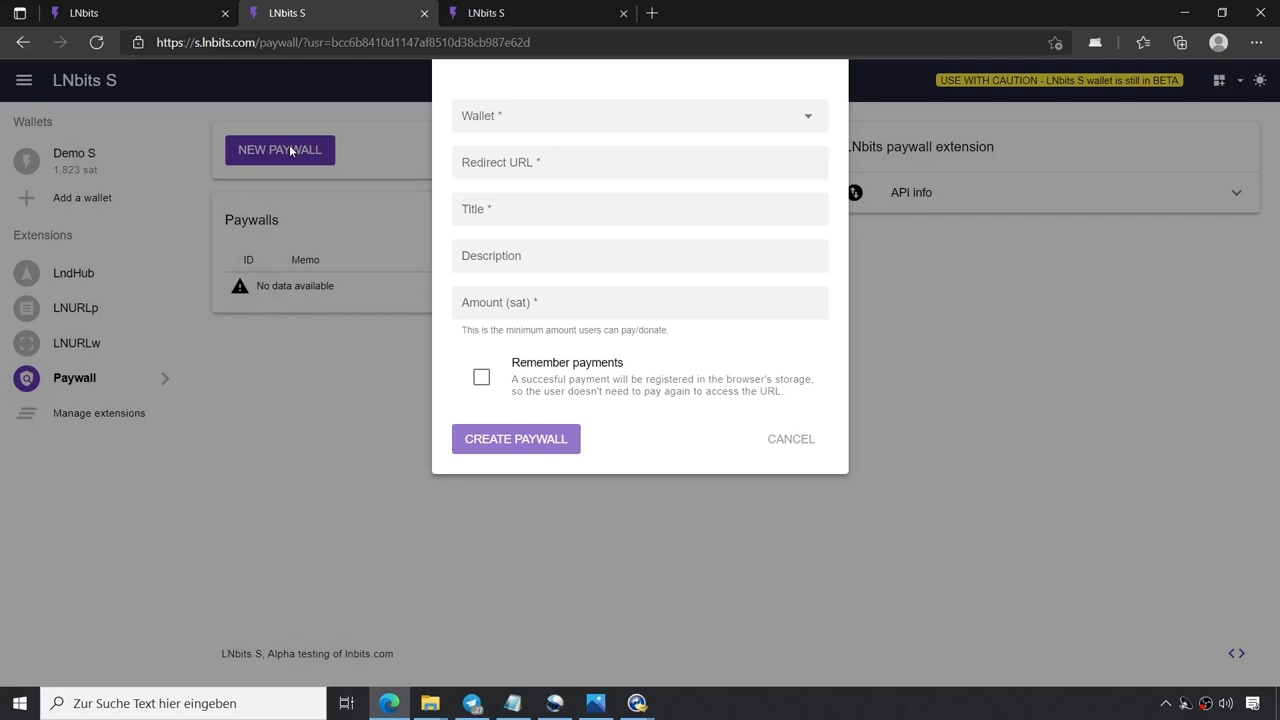 LNbits S
LNbits S
LNbits S
https://s.lnbits.com/paywall/?usr=bcc6b8410d1147af8510d38cb987e62d
LNbits S
USE WITH CAUTION - LNbits S wallet is still in BETA
Wallets
Demo S
1,823 sat
Add a wallet
Extensions
LndHub
LNURLp
LNURLw
Paywall
Manage extensions
NEW PAYWALL
Paywalls
ID Memo
No data available
Wallet *
Redirect URL *
Title *
Description
Amount (sat) *
This is the minimum amount users can pay/donate.
Remember payments
A succesful payment will be registered in the browser's storage,
so the user doesn't need to pay again to access the URL.
CREATE PAYWALL
CANCEL
LNbits paywall extension
API info
LNbits S, Alpha testing of lnbits.com
Zur Suche Text hier eingeben